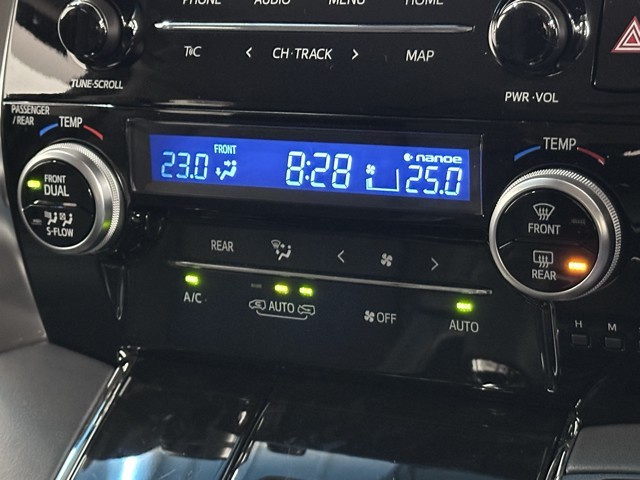 PHONE AUDIO MENU HOME
T C < CH·TRACK > MAP
TUNE·SCROLL
PWR·VOL
PASSENGER
/REAR
TEMP
FRONT
23.0 8:28 25.0
nanoe
TEMP
FRONT
DUAL
S-FLOW
FRONT
REAR
REAR < >
A/C
AUTO
OFF
AUTO
H M